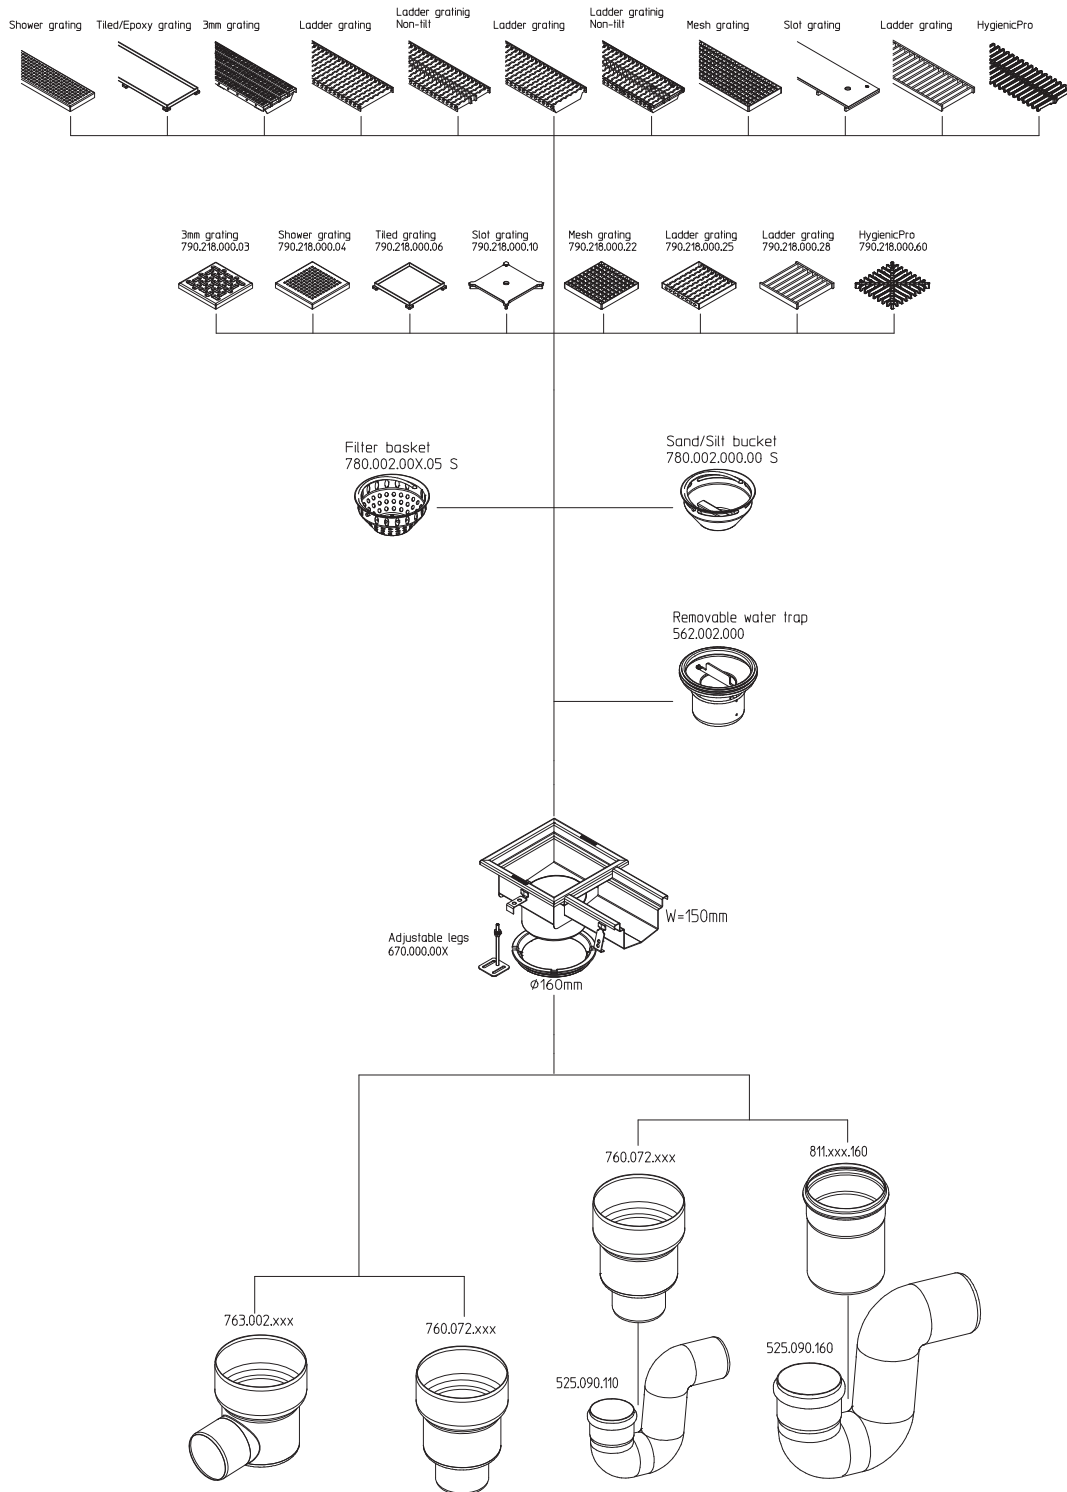 Shower grating
Tiled/Epoxy grating
3mm grating
Ladder grating
Ladder gratinig
Non-tilt
Ladder grating
Ladder gratinig
Non-tilt
Mesh grating
Slot grating
Ladder grating
HygienicPro
3mm grating
790.218.000.03
Shower grating
790.218.000.04
Tiled grating
790.218.000.06
Slot grating
790.218.000.10
Mesh grating
790.218.000.22
Ladder grating
790.218.000.25
Ladder grating
790.218.000.28
HygienicPro
790.218.000.60
Filter basket
780.002.00X.05 S
Sand/Silt bucket
780.002.000.00 S
Removable water trap
562.002.000
W=150mm
Adjustable legs
670.000.00X
Ø160mm
760.072.xxx
811.xxx.160
763.002.xxx
760.072.xxx
525.090.110
525.090.160